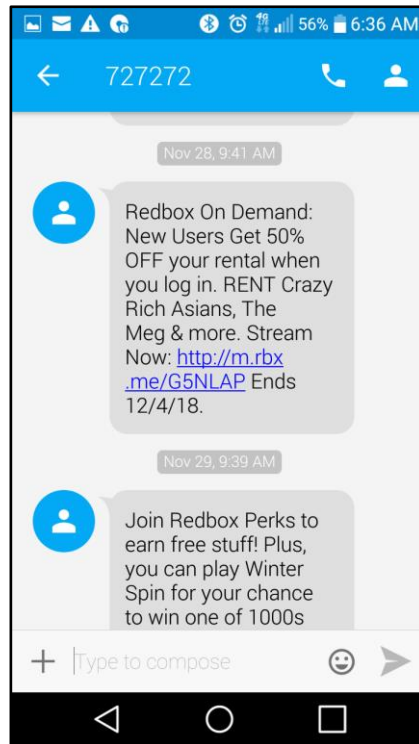 4G 56% 6:36 AM
727272
Nov 28, 9:41 AM
Redbox On Demand:
New Users Get 50%
OFF your rental when
you log in. RENT Crazy
Rich Asians, The
Meg & more. Stream
Now: http://m.rbx
.me/G5NLAP Ends
12/4/18.
Nov 29, 9:39 AM
Join Redbox Perks to
earn free stuff! Plus,
you can play Winter
Spin for your chance
to win one of 1000s
Type to compose